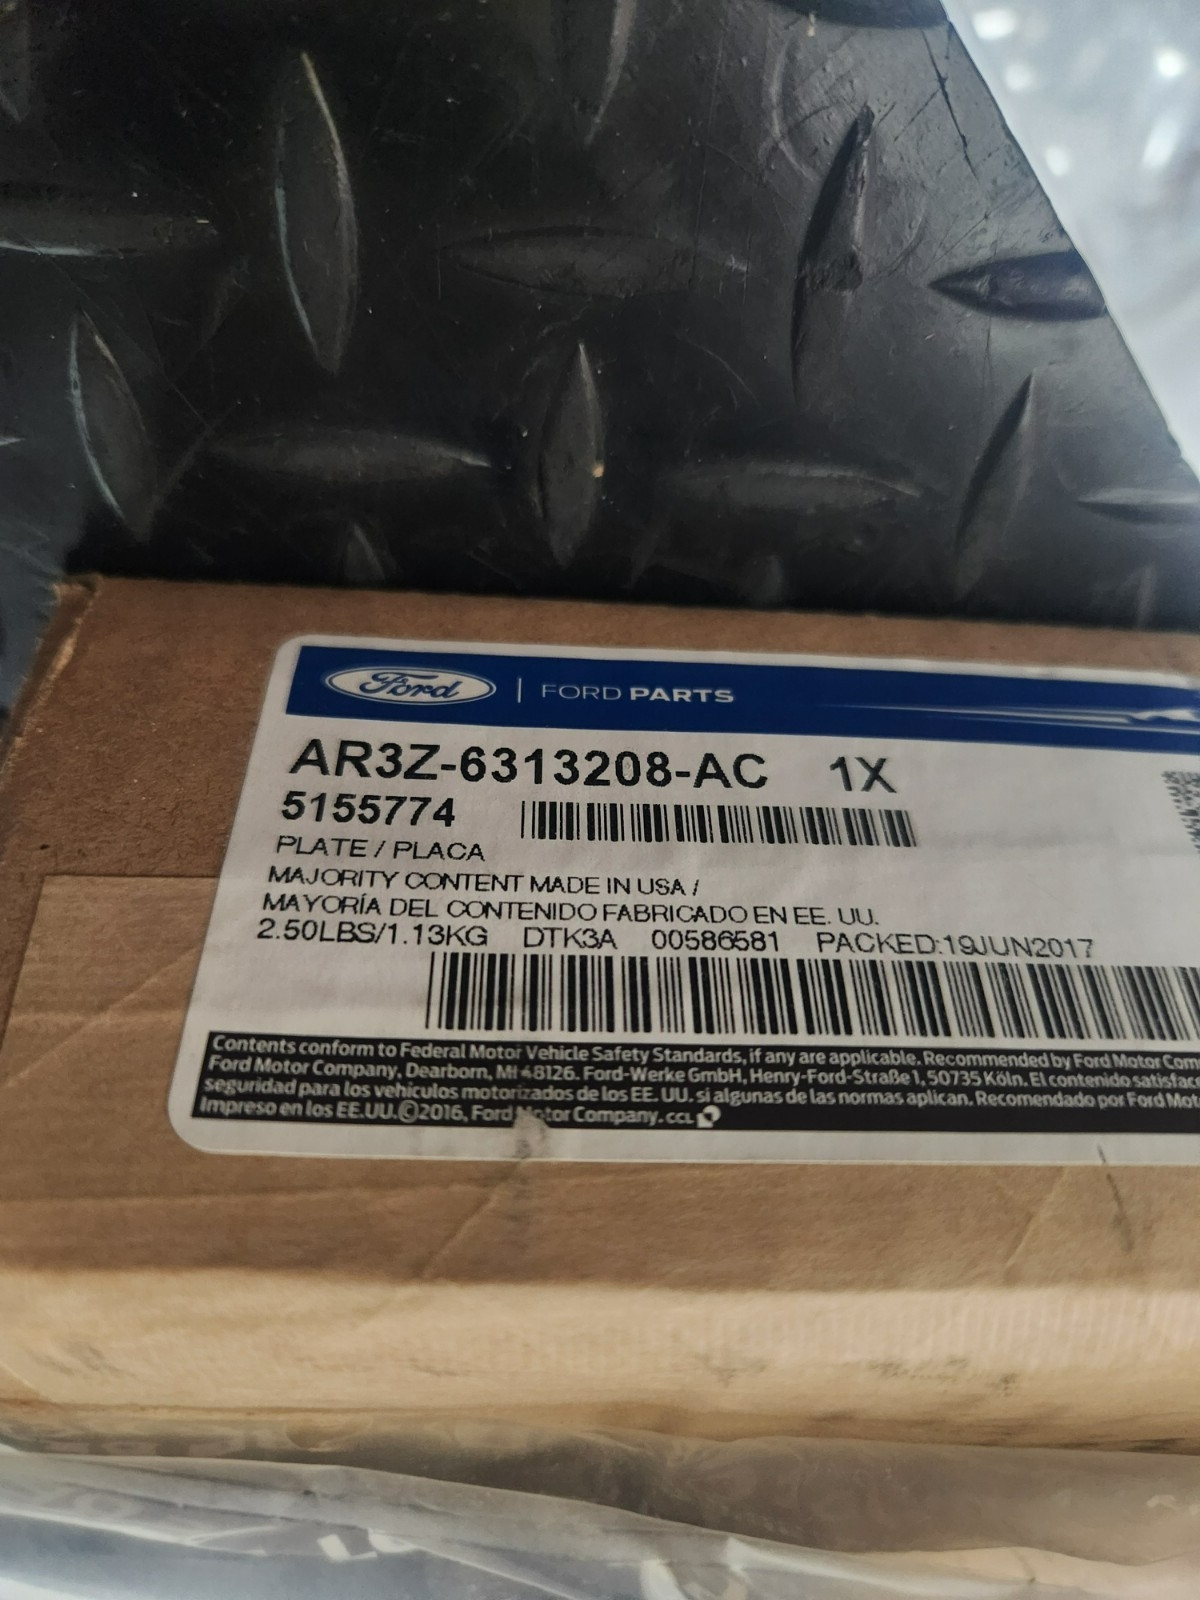 Ford | FORD PARTS
AR3Z-6313208-AC 1X
5155774
PLATE / PLACA
MAJORITY CONTENT MADE IN USA /
MAYORÍA DEL CONTENIDO FABRICADO EN EE. UU.
2.50LBS/1.13KG DTK3A 00586581 PACKED:19JUN2017
Contents conform to Federal Motor Vehicle Safety Standards, if any are applicable. Recommended by Ford Motor
Ford Motor Company, Dearborn, MI 48126. Ford-Werke GmbH, Henry-Ford-Straße 1, 50735 Köln. El contenido
seguridad para los vehículos motorizados de los EE. UU. si algunas de las normas aplican. Recomendado por Ford
Impreso en los EE.UU. ©2016, Ford Motor Company. CCL